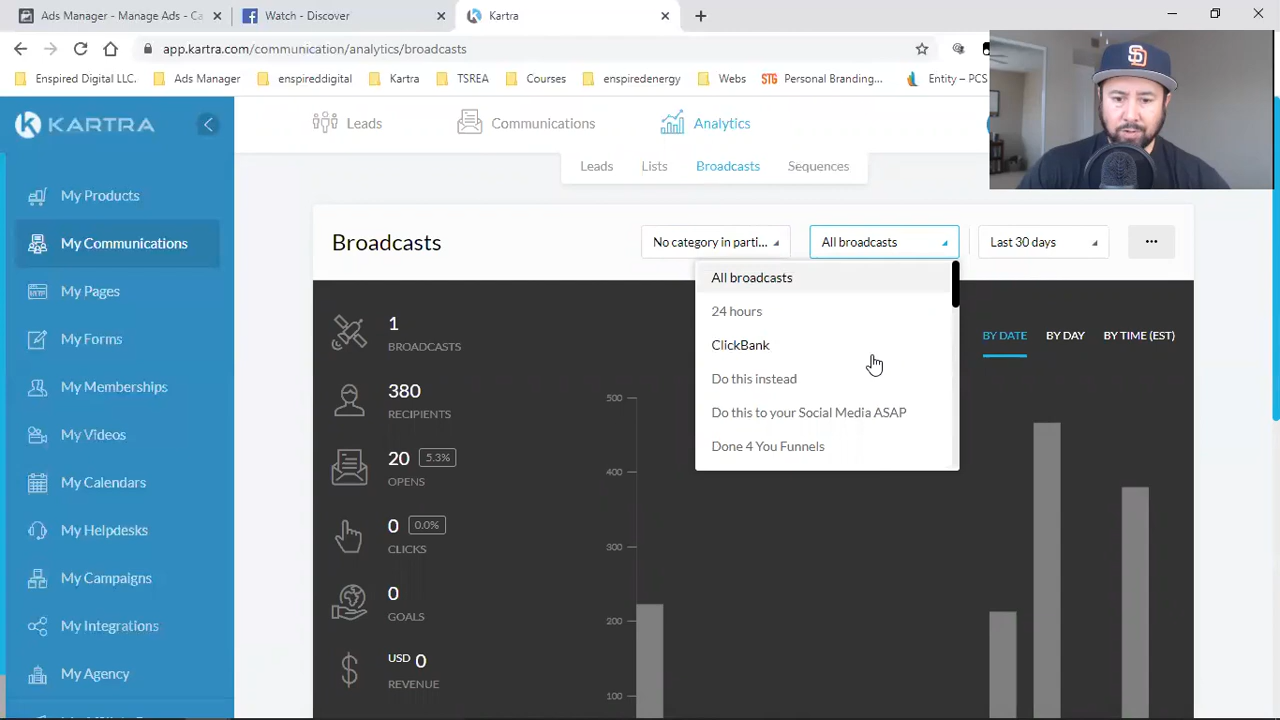 Ads Manager - Manage Ads - Ca
Watch - Discover
Kartra
app.kartra.com/communication/analytics/broadcasts
Enspired Digital LLC.
Ads Manager
enspireddigital
Kartra
TSREA
Courses
enspiredenergy
Webs
STG Personal Branding...
Entity – PCS
KARTRA
Leads
Communications
Analytics
Leads
Lists
Broadcasts
Sequences
My Products
My Communications
My Pages
My Forms
My Memberships
My Videos
My Calendars
My Helpdesks
My Campaigns
My Integrations
My Agency
Broadcasts
No category in parti...
All broadcasts
Last 30 days
...
All broadcasts
24 hours
ClickBank
Do this instead
Do this to your Social Media ASAP
Done 4 You Funnels
1
BROADCASTS
380
RECIPIENTS
20 5.3%
OPENS
0 0.0%
CLICKS
0
GOALS
USD 0
REVENUE
BY DATE
BY DAY
BY TIME (EST)
500
400
300
200
100
SD